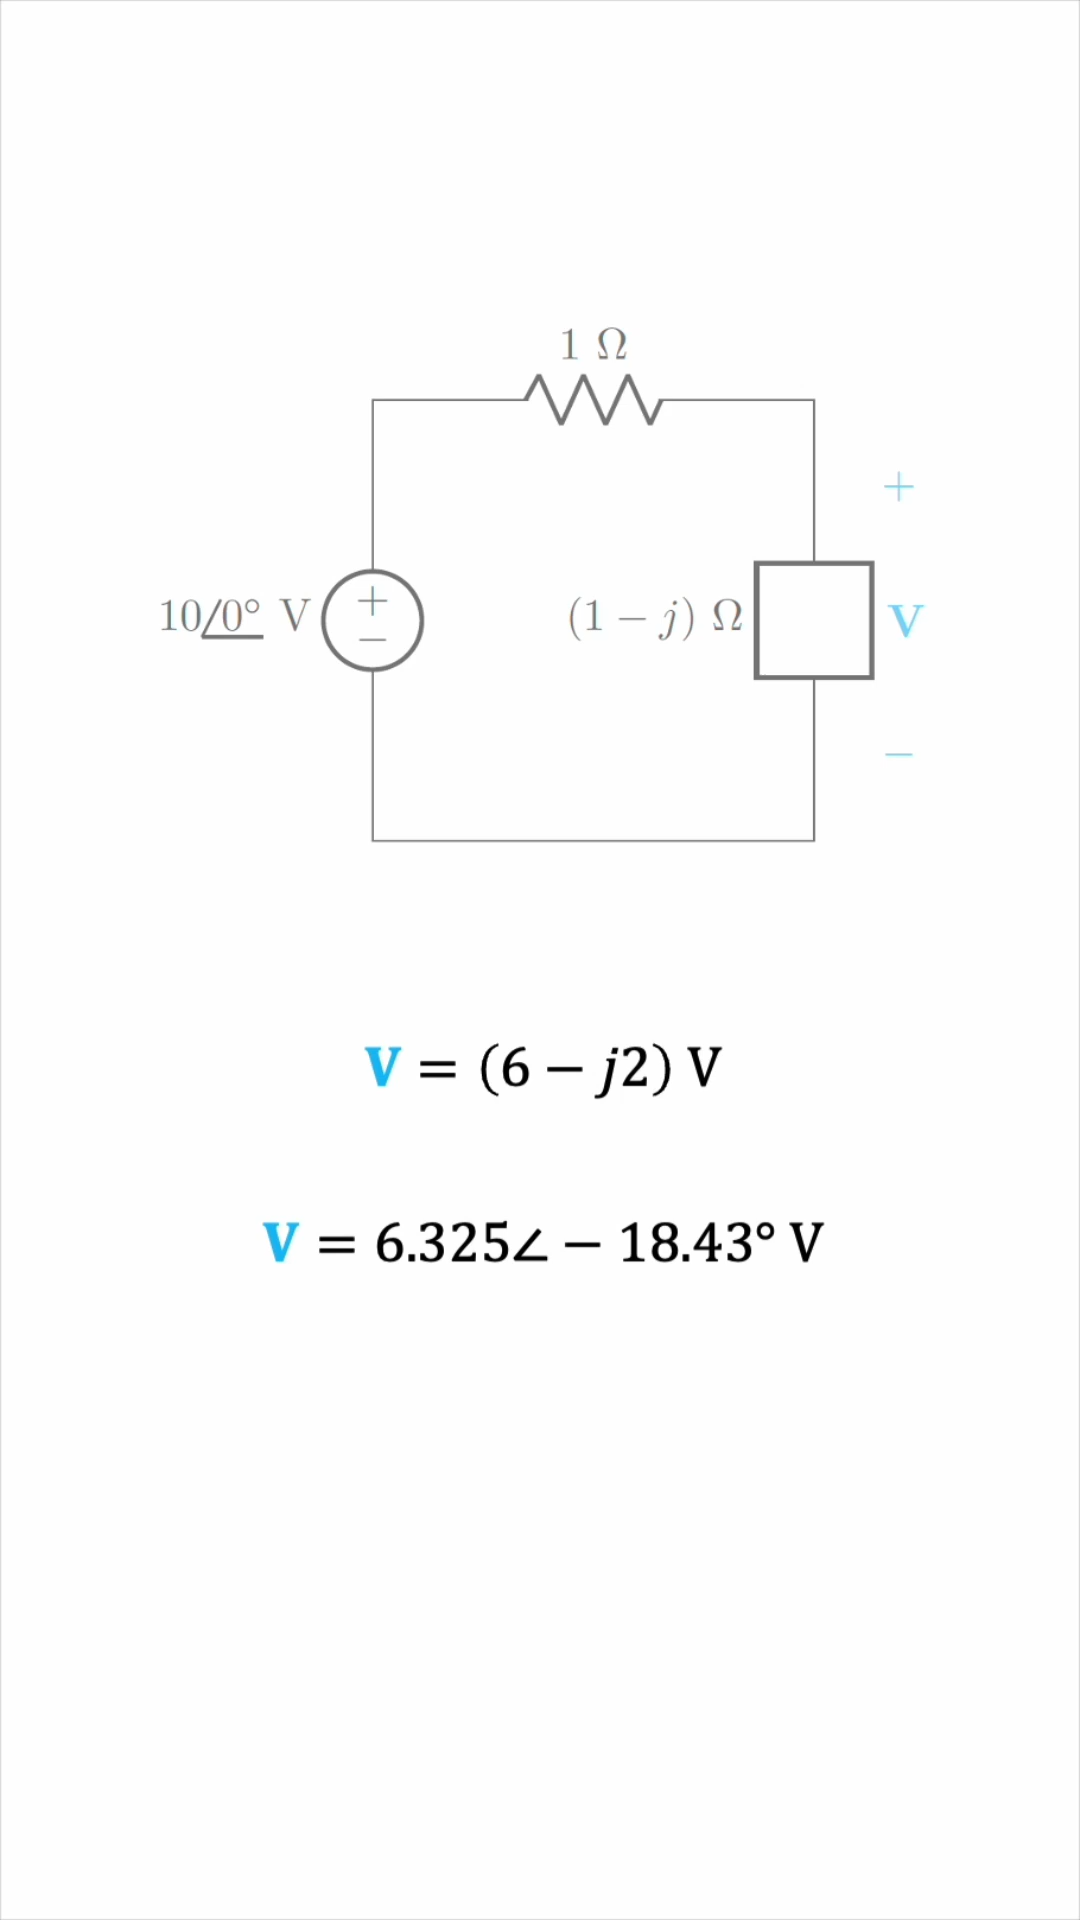 1 Ω
+
10∠0° V
+
−
(1 − j) Ω
V
−
V = (6 − j2) V
V = 6.325∠ − 18.43° V